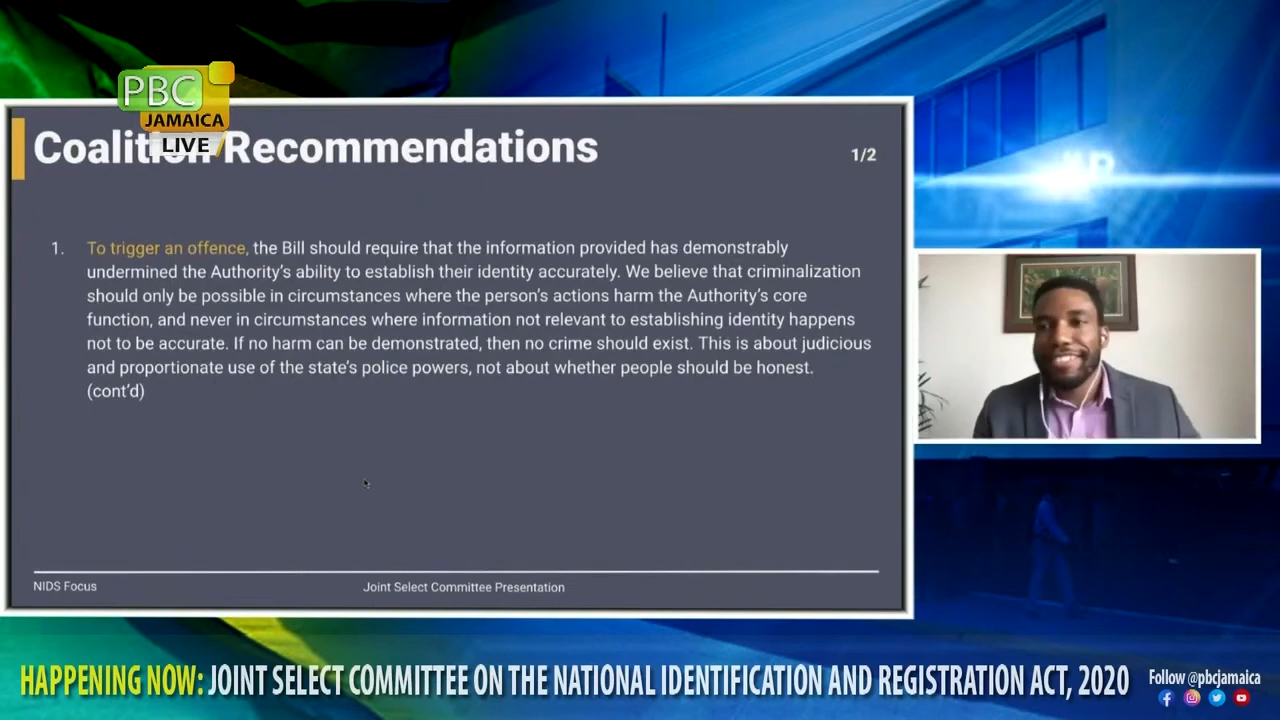 PBC
JAMAICA
LIVE
Coalition Recommendations
1/2
1. To trigger an offence, the Bill should require that the information provided has demonstrably
undermined the Authority's ability to establish their identity accurately. We believe that criminalization
should only be possible in circumstances where the person's actions harm the Authority's core
function, and never in circumstances where information not relevant to establishing identity happens
not to be accurate. If no harm can be demonstrated, then no crime should exist. This is about judicious
and proportionate use of the state's police powers, not about whether people should be honest.
(cont'd)
NIDS Focus
Joint Select Committee Presentation
HAPPENING NOW: JOINT SELECT COMMITTEE ON THE NATIONAL IDENTIFICATION AND REGISTRATION ACT, 2020
Follow @pbcjamaica